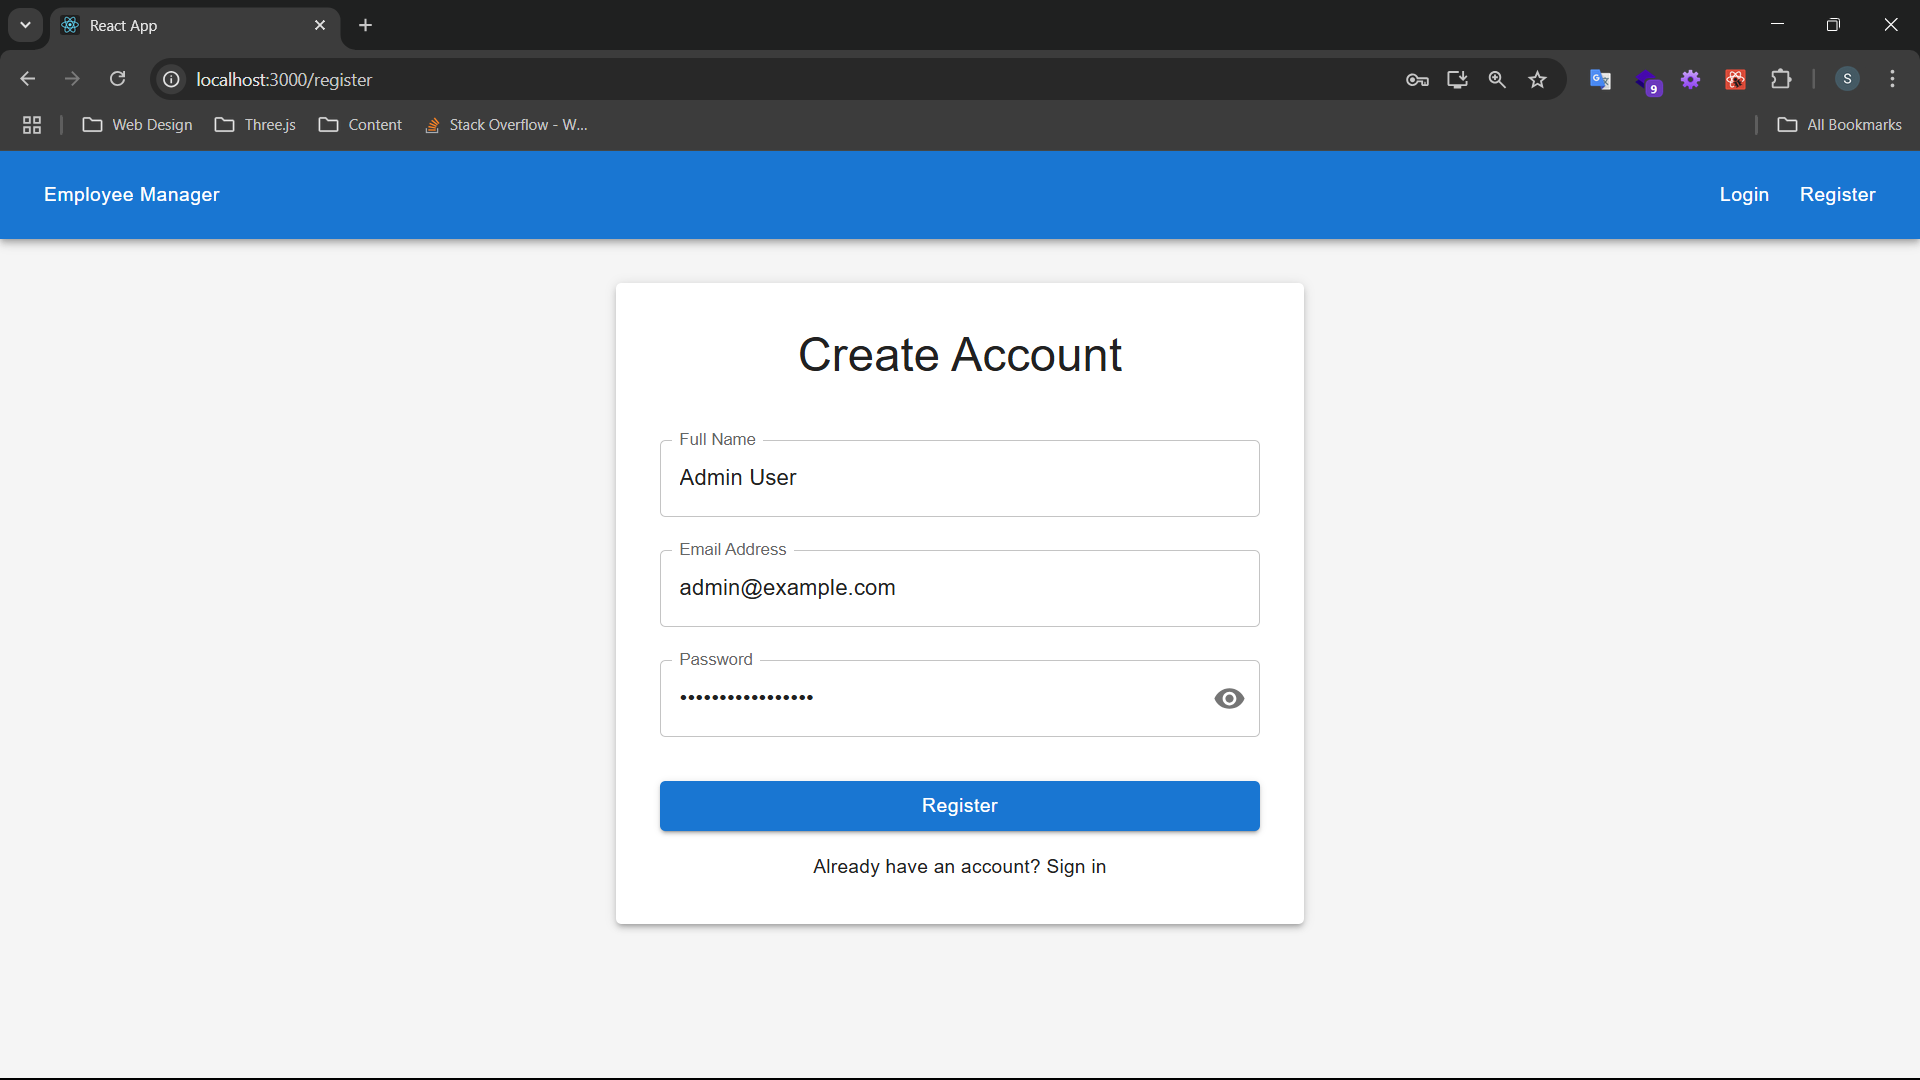 React App
localhost:3000/register
9
S
Web Design
Three.js
Content
Stack Overflow - W...
All Bookmarks
Employee Manager
Login
Register
Create Account
Full Name
Admin User
Email Address
admin@example.com
Password
•••••••••••••••••
Register
Already have an account? Sign in